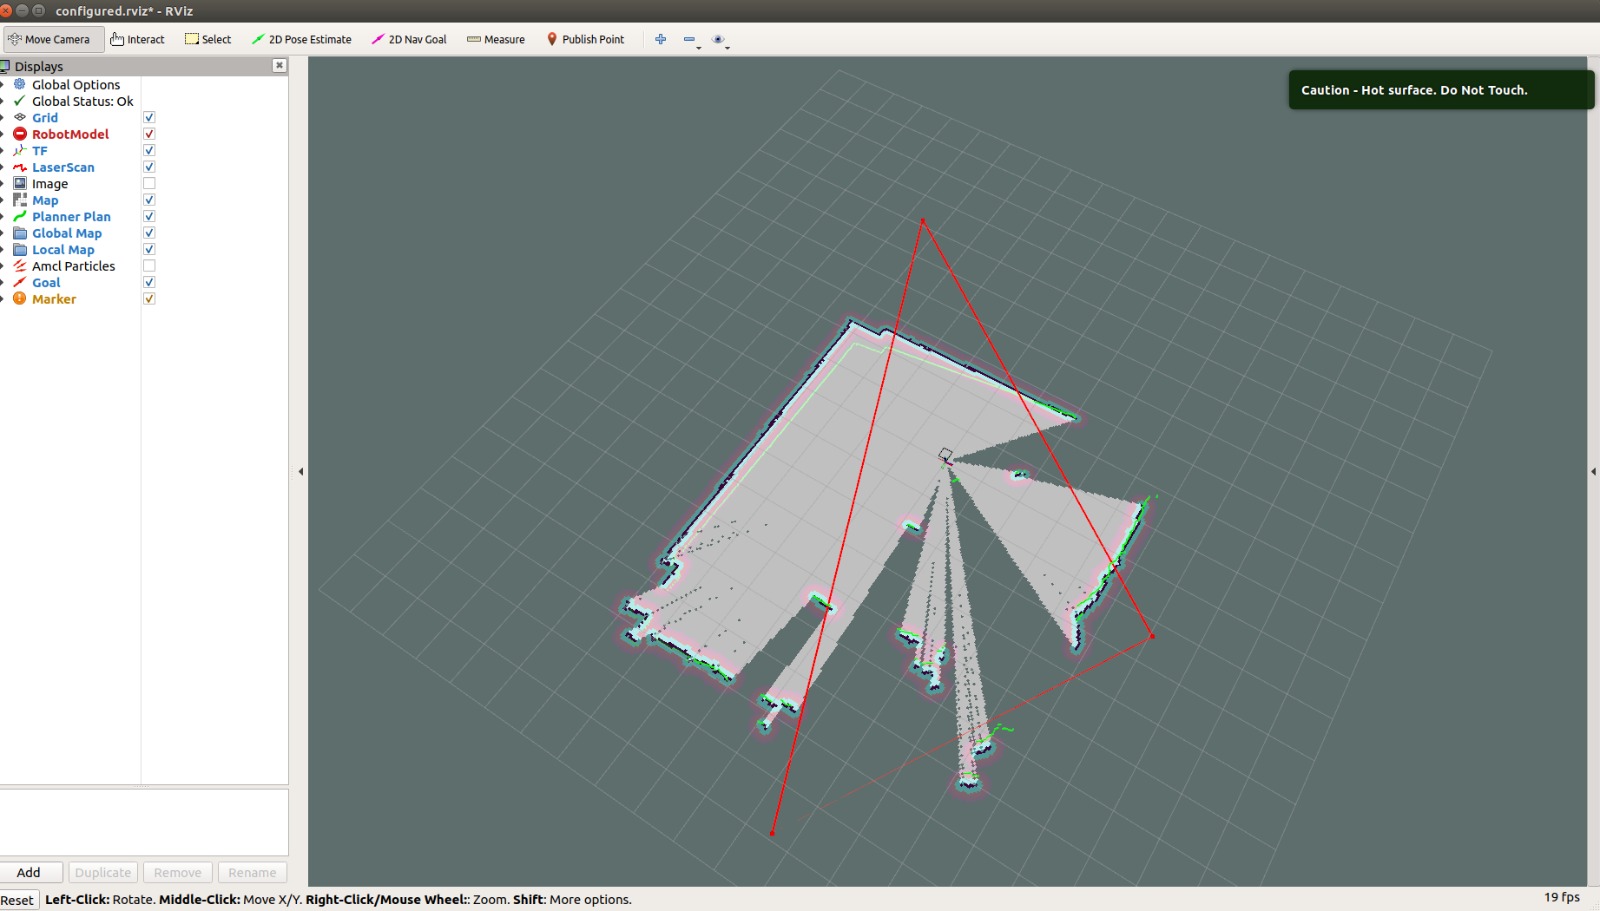 configured.rviz* - RViz
Move Camera Interact Select 2D Pose Estimate 2D Nav Goal Measure Publish Point
Displays
Global Options
Global Status: Ok
Grid
RobotModel
TF
LaserScan
Image
Map
Planner Plan
Global Map
Local Map
Amcl Particles
Goal
Marker
Caution - Hot surface. Do Not Touch.
Add Duplicate Remove Rename
Reset Left-Click: Rotate. Middle-Click: Move X/Y. Right-Click/Mouse Wheel:: Zoom. Shift: More options. 19 fps